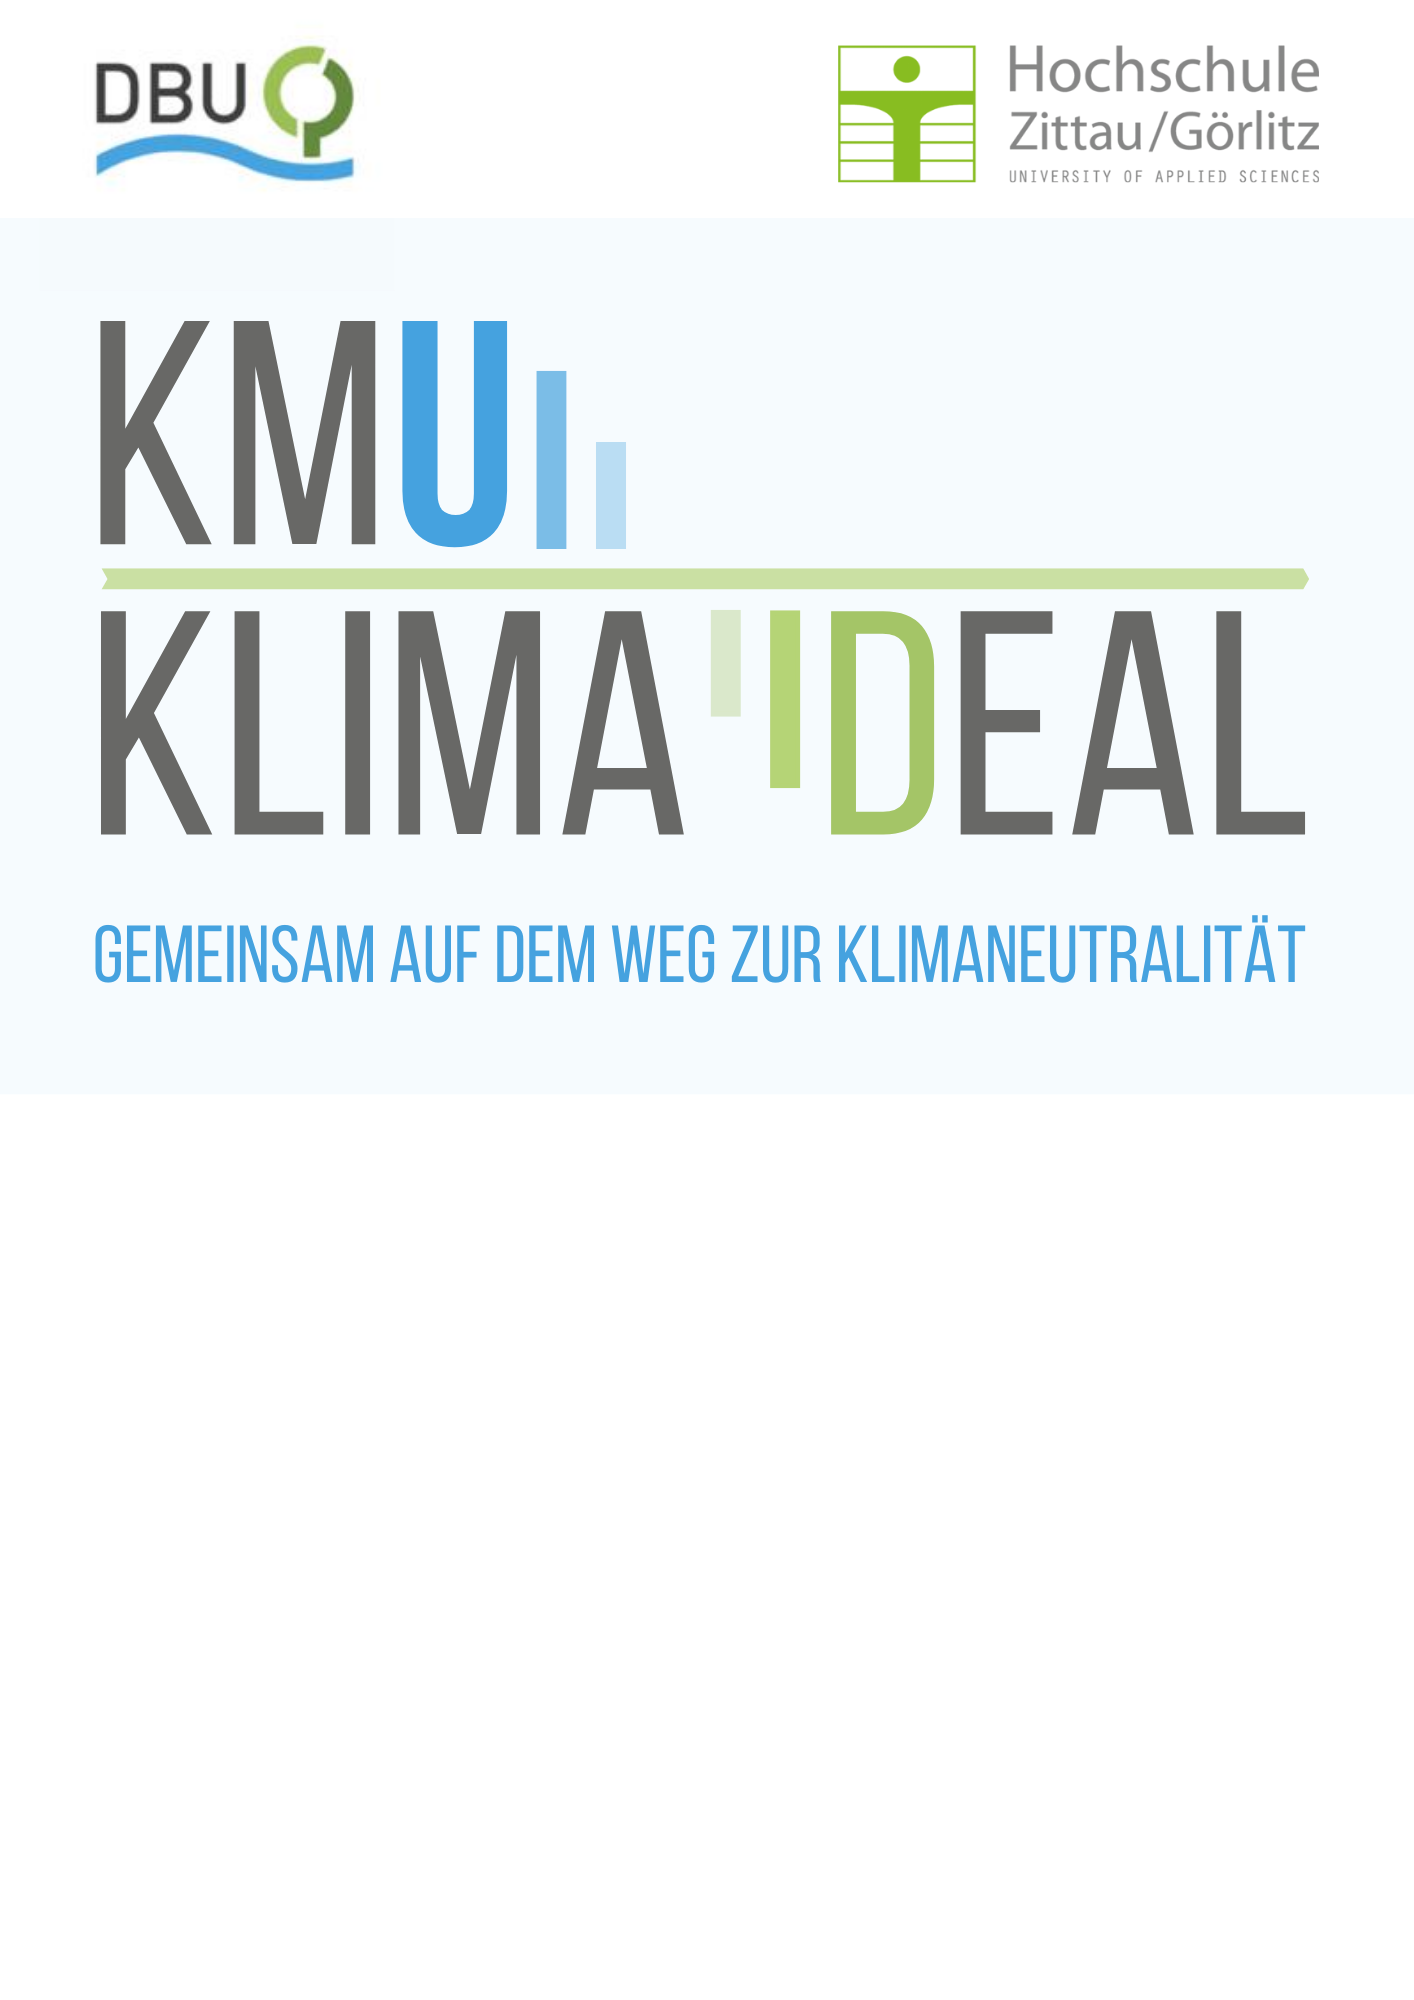 DBU
Hochschule
Zittau/Görlitz
UNIVERSITY OF APPLIED SCIENCES
KMU
KLIMA IDEAL
GEMEINSAM AUF DEM WEG ZUR KLIMANEUTRALITÄT